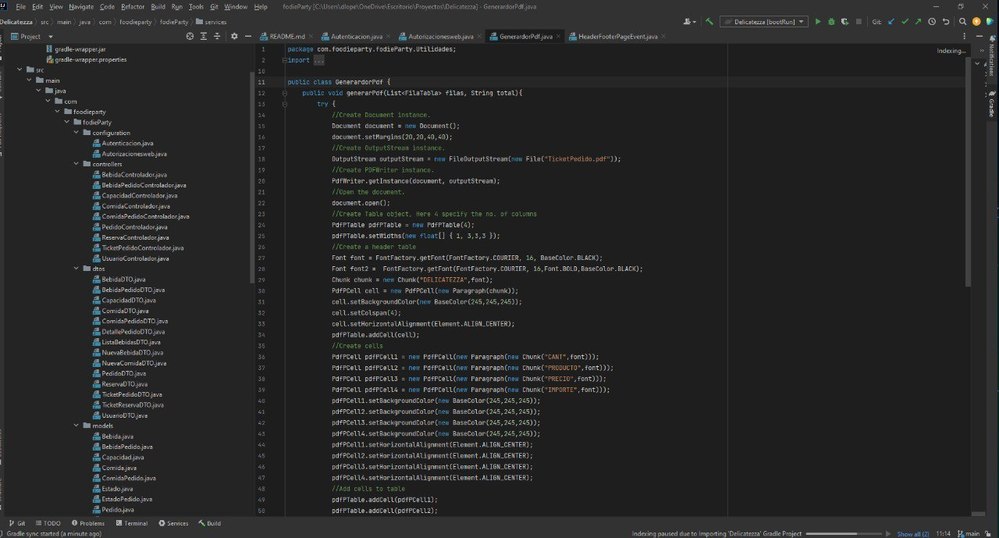 File Edit View Navigate Code Refactor Build Run Tools Git Window Help fodieParty [C:\Users\dlope\OneDrive\Escritorio\Proyectos\Delicatezza] - GenerardorPdf.java
Delicatezza src main java com foodieparty fodieParty services
Delicatezza [bootRun]
Git:
Project
README.md
Autenticacion.java
Autorizacionesweb.java
GenerardorPdf.java
HeaderFooterPageEvent.java
gradle-wrapper.jar
gradle-wrapper.properties
src
main
java
com
foodieparty
fodieParty
configuration
Autenticacion.java
Autorizacionesweb.java
controllers
BebidaControlador.java
BebidaPedidoControlador.java
CapacidadControlador.java
ComidaControlador.java
ComidaPedidoControlador.java
PedidoControlador.java
ReservaControlador.java
TicketPedidoControlador.java
UsuarioControlador.java
dtos
BebidaDTO.java
BebidaPedidoDTO.java
CapacidadDTO.java
ComidaDTO.java
ComidaPedidoDTO.java
DetallePedidoDTO.java
ListaBebidasDTO.java
NuevaBebidaDTO.java
NuevaComidaDTO.java
PedidoDTO.java
ReservaDTO.java
TicketPedidoDTO.java
TicketReservaDTO.java
UsuarioDTO.java
models
Bebida.java
BebidaPedido.java
Capacidad.java
Comida.java
ComidaPedido.java
Estado.java
EstadoPedido.java
Pedido.java
Indexing...
1 package com.foodieparty.fodieParty.Utilidades;
2 import ...
10
11 public class GenerardorPdf {
12 public void generarPdf(List<FilaTabla> filas, String total){
13 try {
14 //Create Document instance.
15 Document document = new Document();
16 document.setMargins(20,20,40,40);
17 //Create OutputStream instance.
18 OutputStream outputStream = new FileOutputStream(new File("TicketPedido.pdf"));
19 //Create PDFWriter instance.
20 PdfWriter.getInstance(document, outputStream);
21 //Open the document.
22 document.open();
23 //Create Table object, Here 4 specify the no. of columns
24 PdfPTable pdfPTable = new PdfPTable(4);
25 pdfPTable.setWidths(new float[] { 1, 3,3,3 });
26 //Create a header table
27 Font font = FontFactory.getFont(FontFactory.COURIER, 16, BaseColor.BLACK);
28 Font font2 = FontFactory.getFont(FontFactory.COURIER, 16,Font.BOLD,BaseColor.BLACK);
29 Chunk chunk = new Chunk("DELICATEZZA",font);
30 PdfPCell cell = new PdfPCell(new Paragraph(chunk));
31 cell.setBackgroundColor(new BaseColor(245,245,245));
32 cell.setColspan(4);
33 cell.setHorizontalAlignment(Element.ALIGN_CENTER);
34 pdfPTable.addCell(cell);
35 //Create cells
36 PdfPCell pdfPCell1 = new PdfPCell(new Paragraph(new Chunk("CANT",font)));
37 PdfPCell pdfPCell2 = new PdfPCell(new Paragraph(new Chunk("PRODUCTO",font)));
38 PdfPCell pdfPCell3 = new PdfPCell(new Paragraph(new Chunk("PRECIO",font)));
39 PdfPCell pdfPCell4 = new PdfPCell(new Paragraph(new Chunk("IMPORTE",font)));
40 pdfPCell1.setBackgroundColor(new BaseColor(245,245,245));
41 pdfPCell2.setBackgroundColor(new BaseColor(245,245,245));
42 pdfPCell3.setBackgroundColor(new BaseColor(245,245,245));
43 pdfPCell4.setBackgroundColor(new BaseColor(245,245,245));
44 pdfPCell1.setHorizontalAlignment(Element.ALIGN_CENTER);
45 pdfPCell2.setHorizontalAlignment(Element.ALIGN_CENTER);
46 pdfPCell3.setHorizontalAlignment(Element.ALIGN_CENTER);
47 pdfPCell4.setHorizontalAlignment(Element.ALIGN_CENTER);
48 //Add cells to table
49 pdfPTable.addCell(pdfPCell1);
50 pdfPTable.addCell(pdfPCell2);
Notifications
Gradle
Git TODO Problems Terminal Services Build
Gradle sync started (a minute ago)
Indexing paused due to Importing 'Delicatezza' Gradle Project
Show all (2)
11:14
main